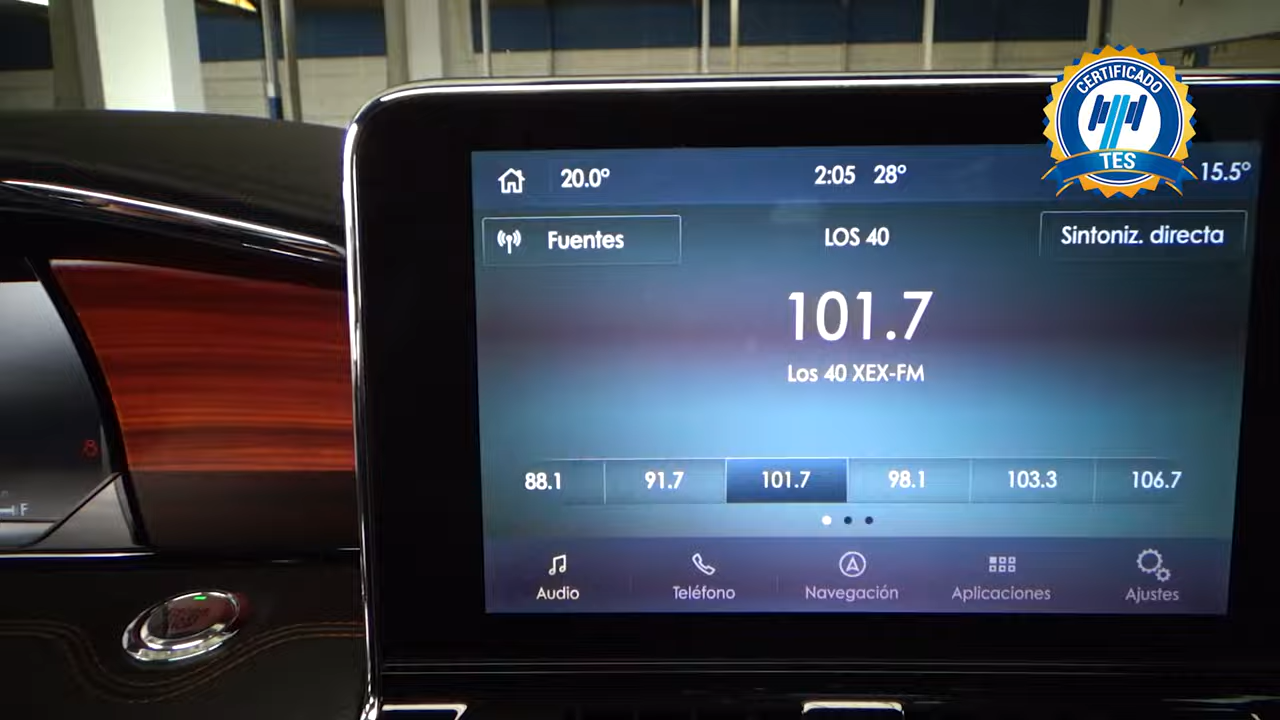 CERTIFICADO
TES
20.0°
2:05 28°
15.5°
Fuentes
LOS 40
Sintoniz. directa
101.7
Los 40 XEX-FM
88.1 91.7 101.7 98.1 103.3 106.7
Audio Teléfono Navegación Aplicaciones Ajustes
8
F